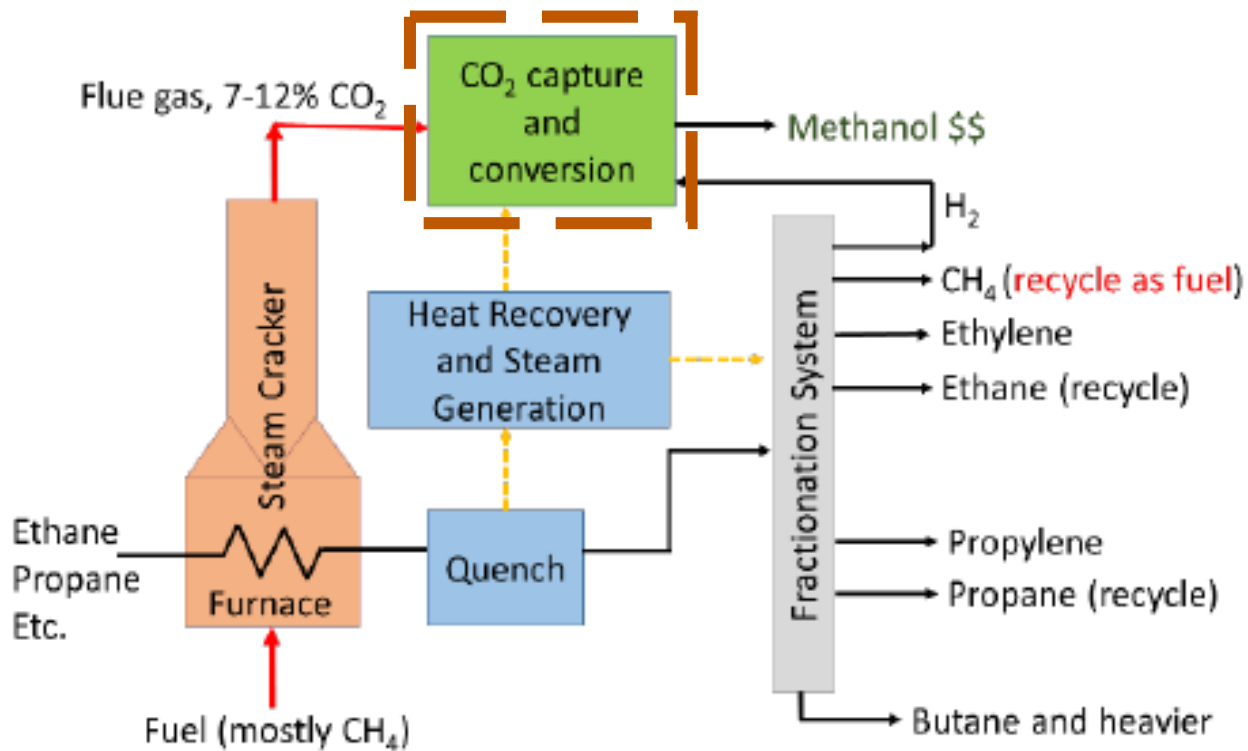 CO₂ capture
and
conversion
Flue gas, 7-12% CO₂
Methanol $$
H₂
CH₄ (recycle as fuel)
Ethylene
Ethane (recycle)
Heat Recovery
and Steam
Generation
Steam Cracker
Fractionation System
Ethane
Propane
Etc.
Furnace
Quench
Propylene
Propane (recycle)
Butane and heavier
Fuel (mostly CH₄)